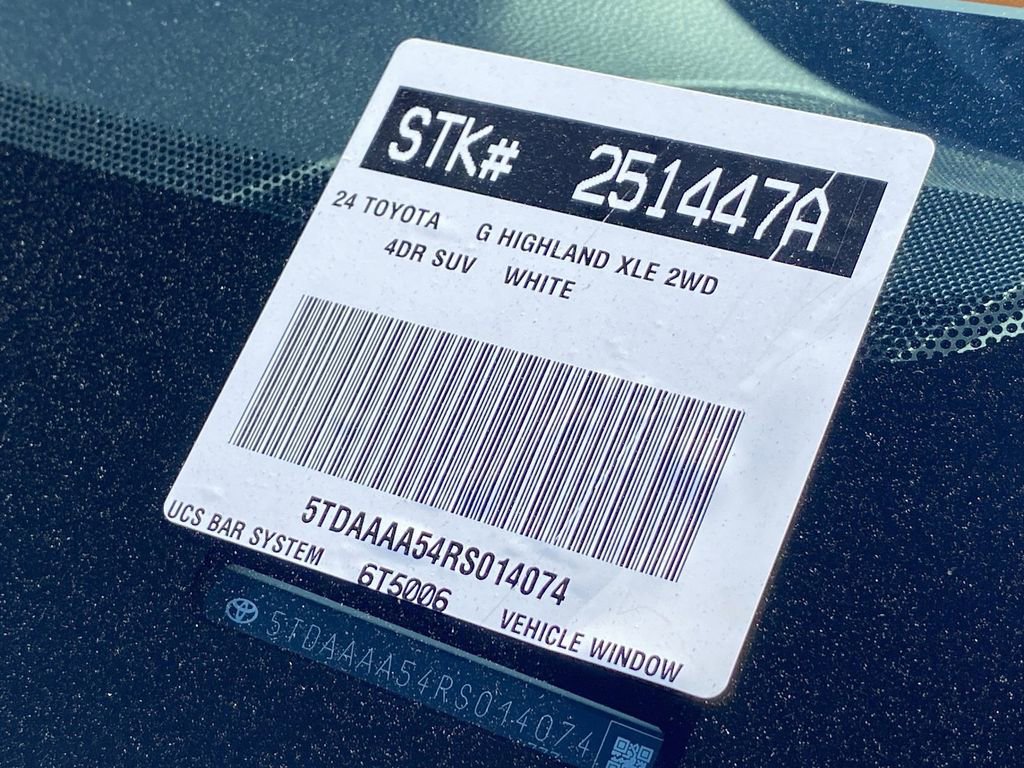 STK# 251447A
24 TOYOTA G HIGHLAND XLE 2WD
4DR SUV WHITE
5TDAAAA54RS014074
UCS BAR SYSTEM 6T5006 VEHICLE WINDOW
5TDAAAA54RS014074